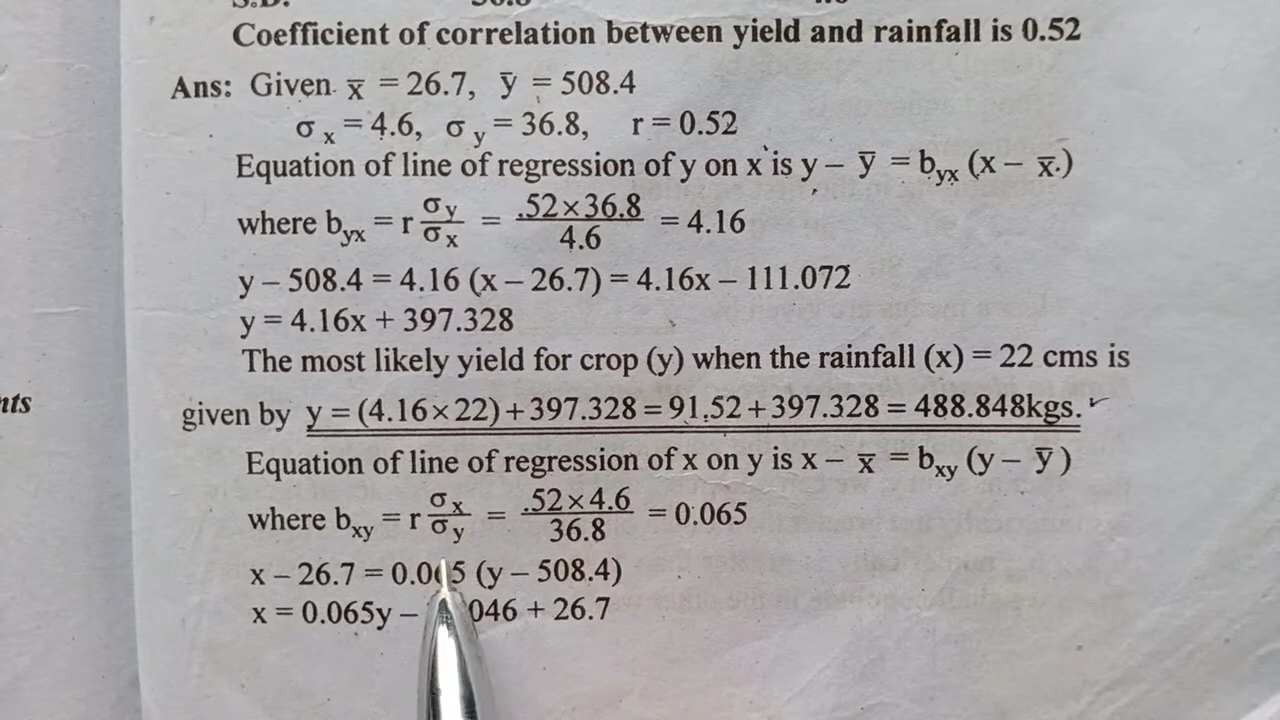 S.D. 36.8
Coefficient of correlation between yield and rainfall is 0.52
Ans: Given x̄ = 26.7, ȳ = 508.4
σx = 4.6, σy = 36.8, r = 0.52
Equation of line of regression of y on x is y – ȳ = byx (x – x̄)
where byx = r σy/σx = .52×36.8/4.6 = 4.16
y – 508.4 = 4.16 (x – 26.7) = 4.16x – 111.072
y = 4.16x + 397.328
The most likely yield for crop (y) when the rainfall (x) = 22 cms is
given by y = (4.16×22) + 397.328 = 91.52 + 397.328 = 488.848kgs.
nts
Equation of line of regression of x on y is x – x̄ = bxy (y – ȳ)
where bxy = r σx/σy = .52×4.6/36.8 = 0.065
x – 26.7 = 0.065 (y – 508.4)
x = 0.065y – 046 + 26.7